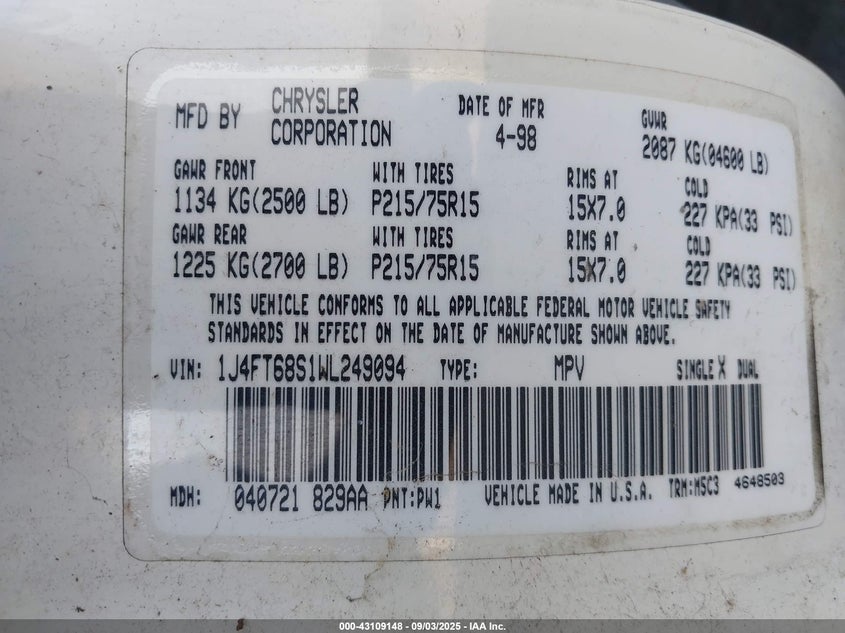 MFD BY CHRYSLER CORPORATION DATE OF MFR 4-98 GVWR 2087 KG(04600 LB)
GAWR FRONT WITH TIRES RIMS AT COLD
1134 KG(2500 LB) P215/75R15 15X7.0 227 KPA(33 PSI)
GAWR REAR WITH TIRES RIMS AT COLD
1225 KG(2700 LB) P215/75R15 15X7.0 227 KPA(33 PSI)
THIS VEHICLE CONFORMS TO ALL APPLICABLE FEDERAL MOTOR VEHICLE SAFETY
STANDARDS IN EFFECT ON THE DATE OF MANUFACTURE SHOWN ABOVE.
VIN: 1J4FT68S1WL249094 TYPE: MPV SINGLE X DUAL
MDH: 040721 829AA PNT:PW1 VEHICLE MADE IN U.S.A. TRM:M5C3 4648503
000-43109148 - 09/03/2025 - IAA Inc.